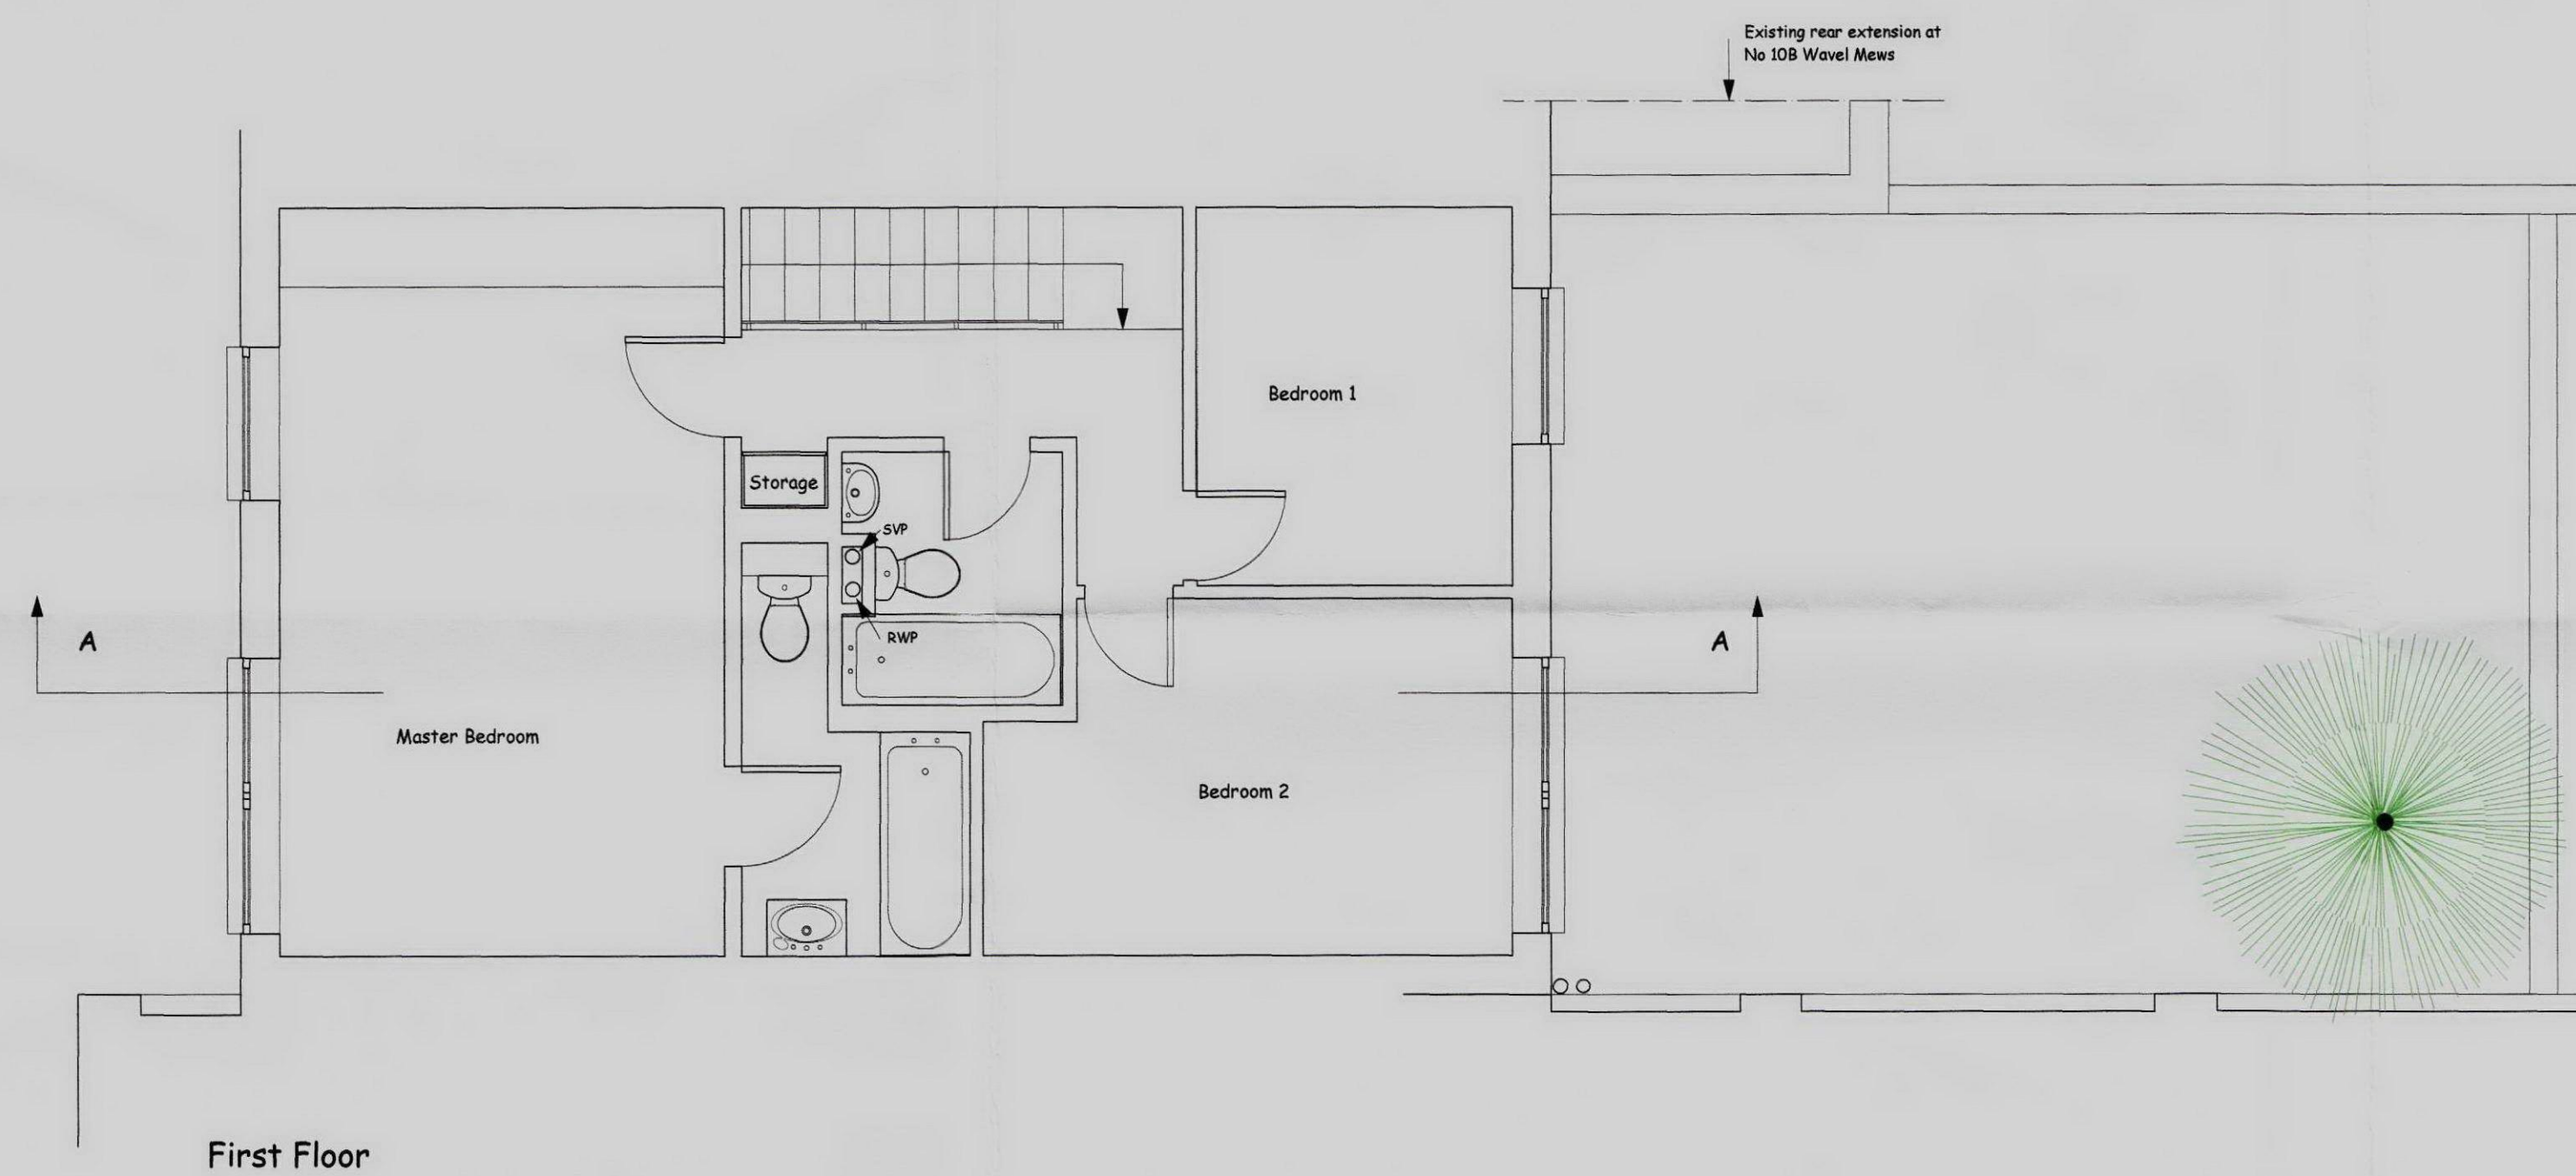 Existing rear extension at
No 10B Wavel Mews
Bedroom 1
Storage
SVP
RWP
A
A
Master Bedroom
Bedroom 2
First Floor